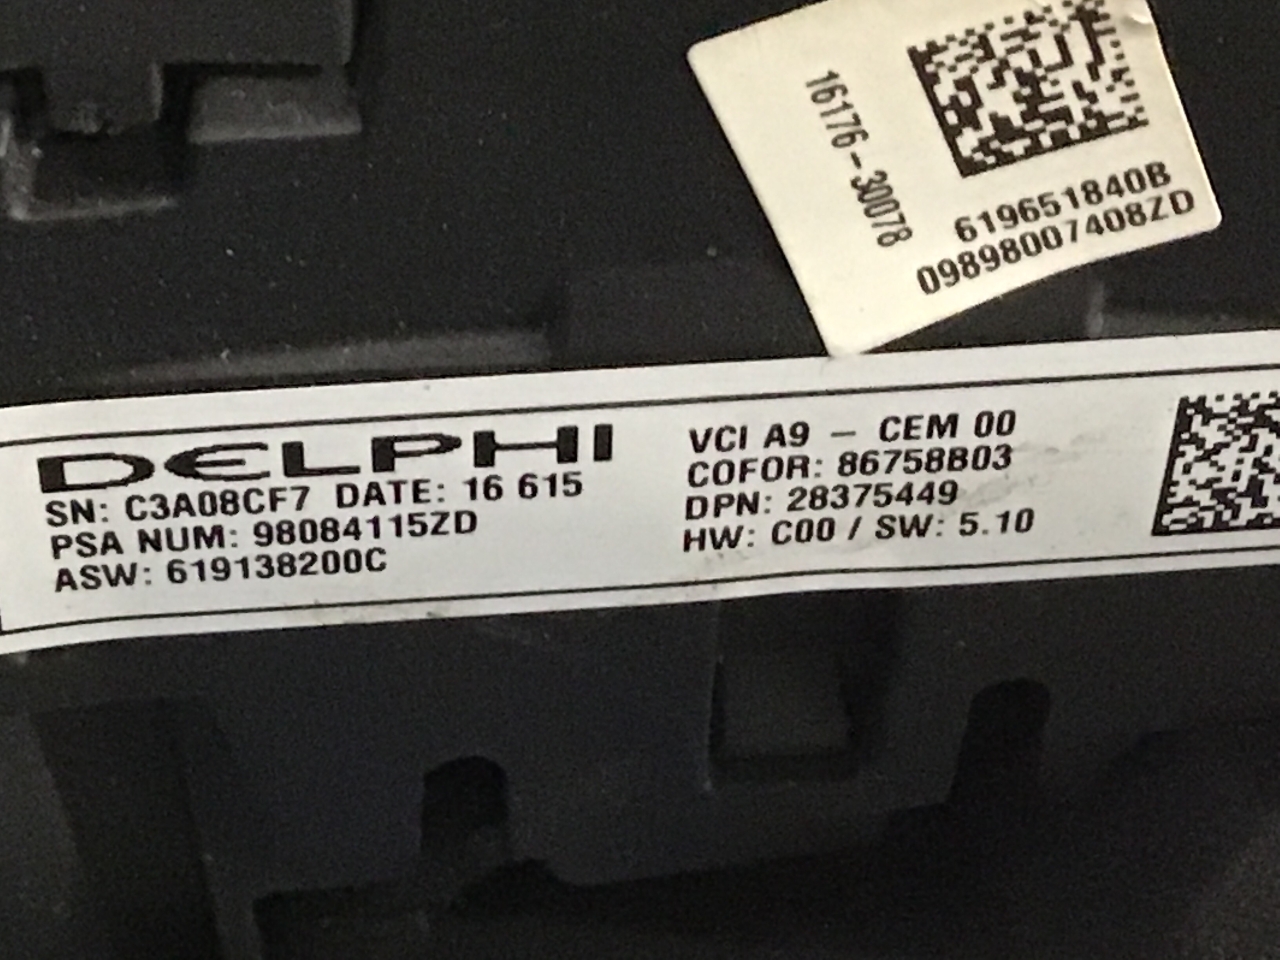 16176-30078
619651840B
09898007408ZD
DELPHI
SN: C3A08CF7 DATE: 16 615
PSA NUM: 98084115ZD
ASW: 619138200C
VCI A9 - CEM 00
COFOR: 86758B03
DPN: 28375449
HW: C00 / SW: 5.10